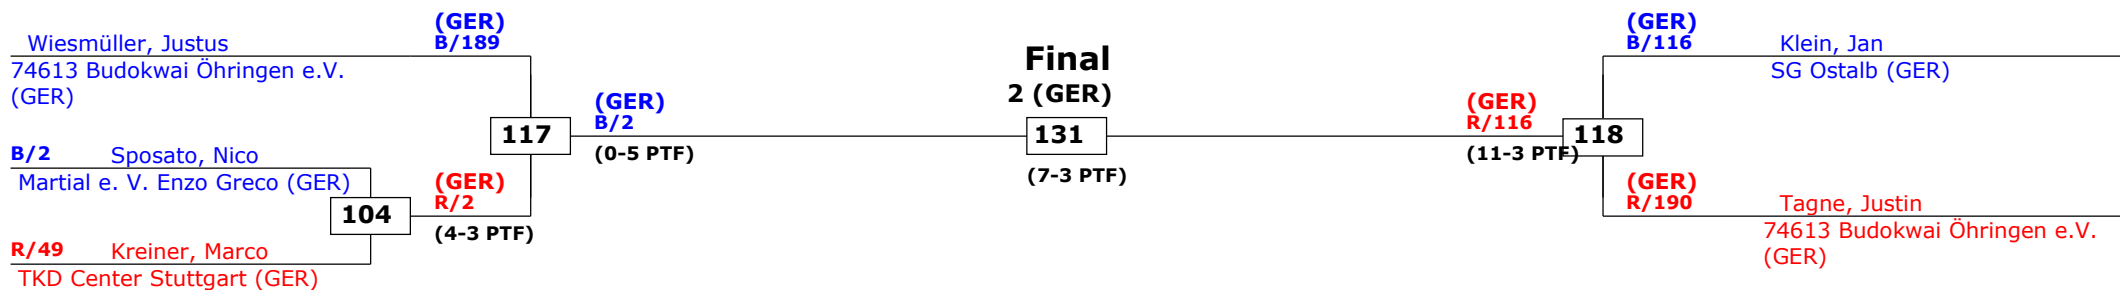 (GER)
B/189
Wiesmüller, Justus
74613 Budokwai Öhringen e.V.
(GER)
B/2 Sposato, Nico
Martial e. V. Enzo Greco (GER)
104
R/49 Kreiner, Marco
TKD Center Stuttgart (GER)
(GER)
R/2
(4-3 PTF)
117
(GER)
B/2
(0-5 PTF)
Final
2 (GER)
131
(7-3 PTF)
(GER)
R/116
(11-3 PTF)
118
(GER)
B/116
Klein, Jan
SG Ostalb (GER)
(GER)
R/190
Tagne, Justin
74613 Budokwai Öhringen e.V.
(GER)